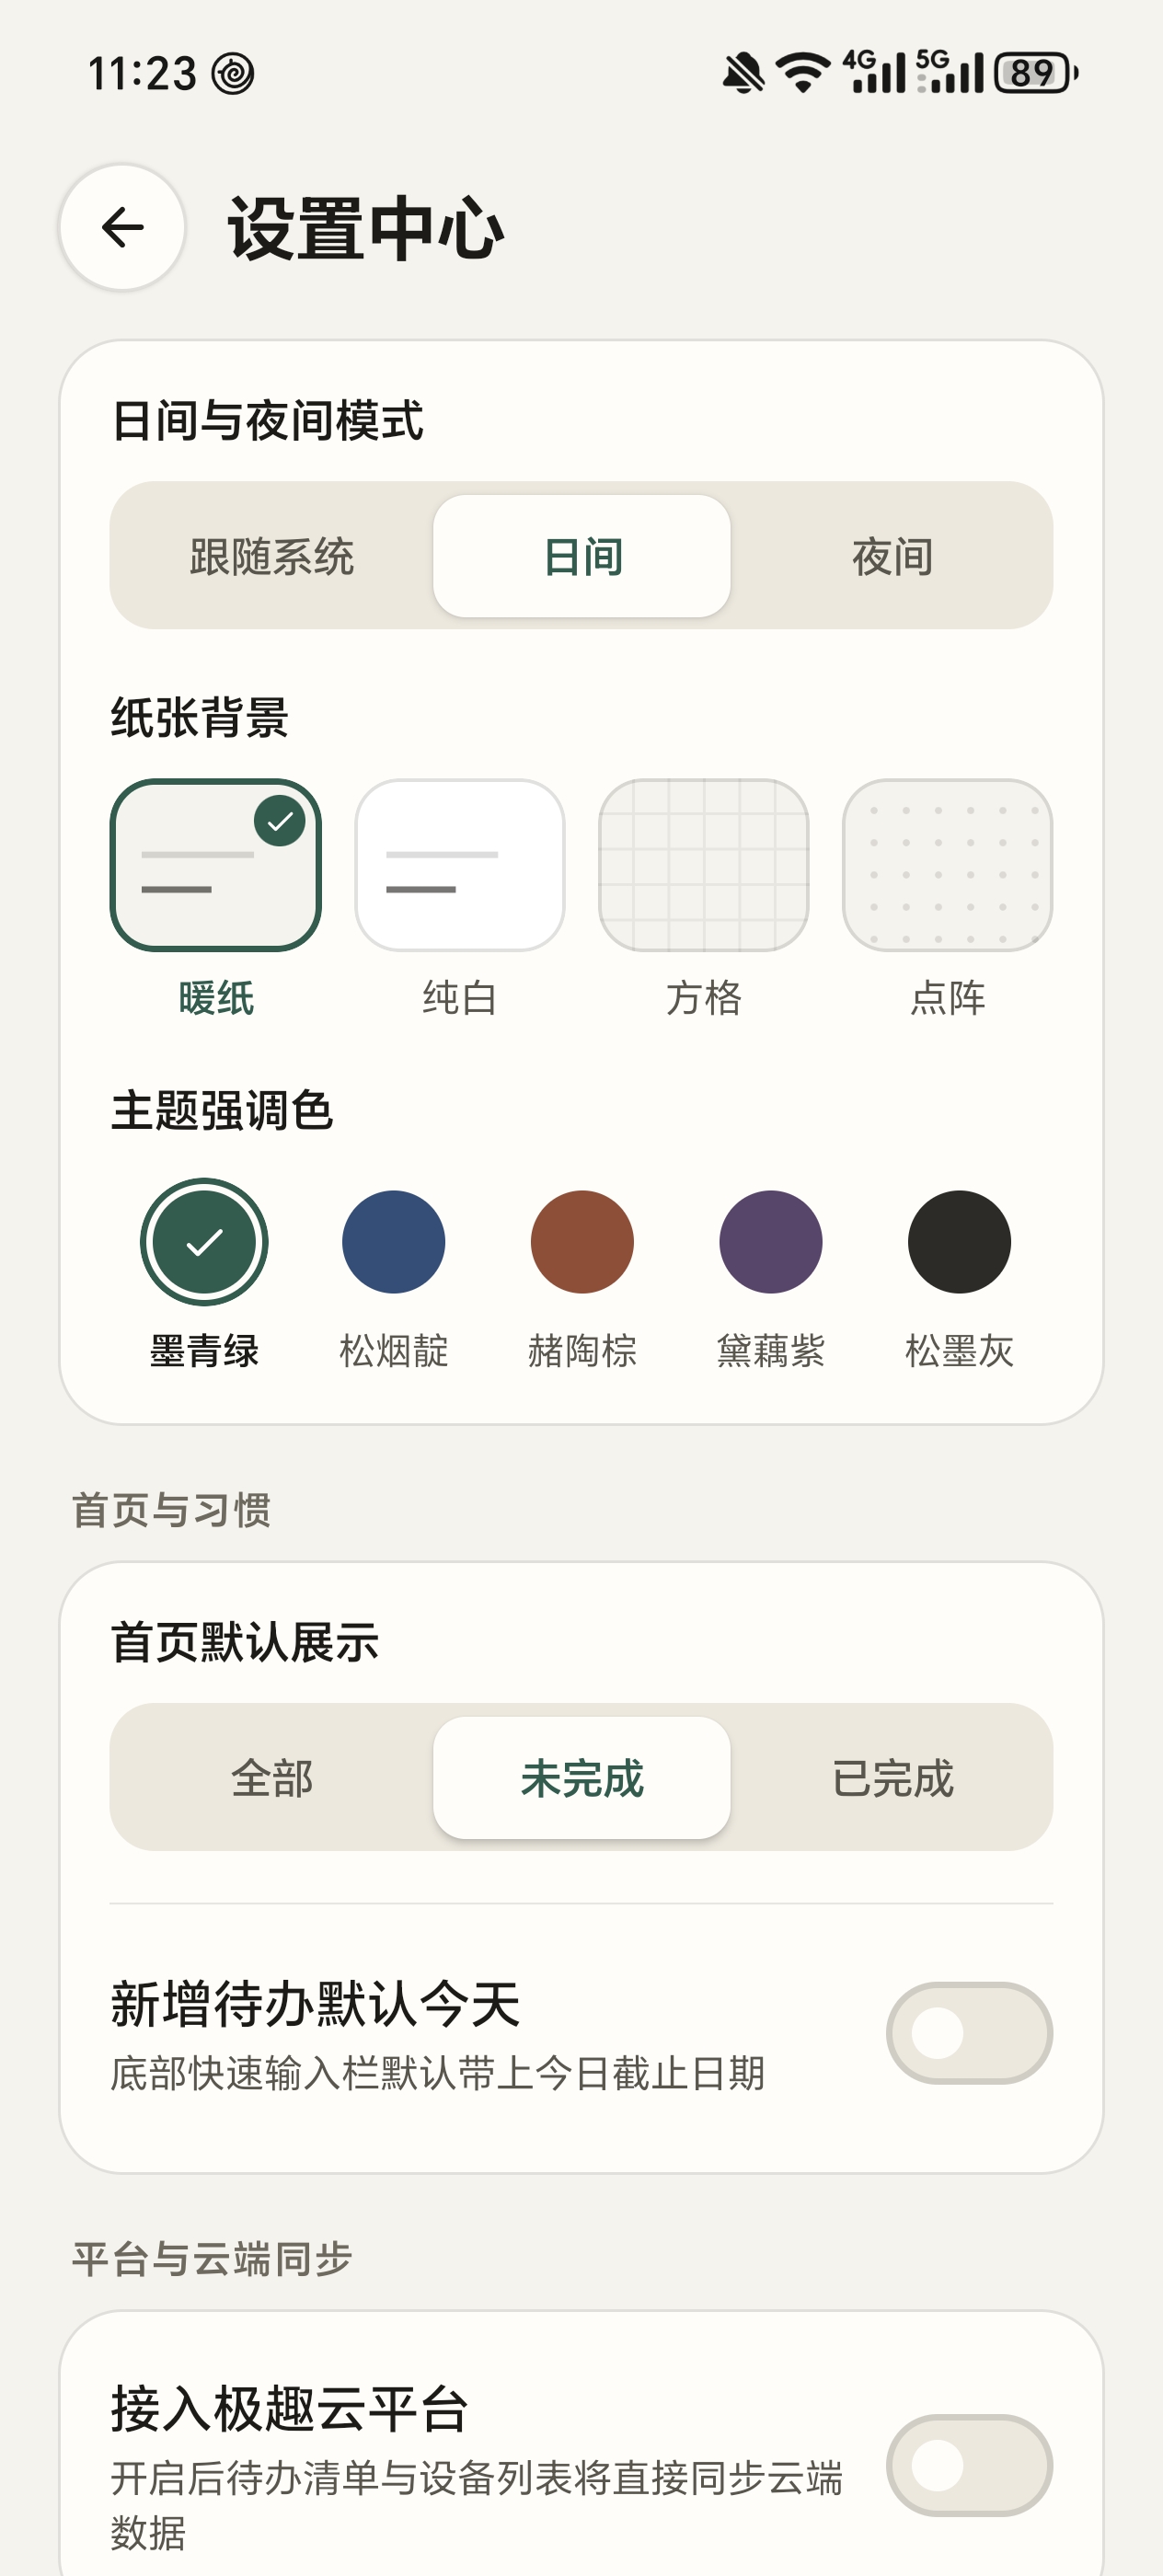 11:23 4G 5G 89
设置中心
日间与夜间模式
跟随系统 日间 夜间
纸张背景
暖纸 纯白 方格 点阵
主题强调色
墨青绿 松烟靛 赭陶棕 黛藕紫 松墨灰
首页与习惯
首页默认展示
全部 未完成 已完成
新增待办默认今天
底部快速输入栏默认带上今日截止日期
平台与云端同步
接入极趣云平台
开启后待办清单与设备列表将直接同步云端
数据